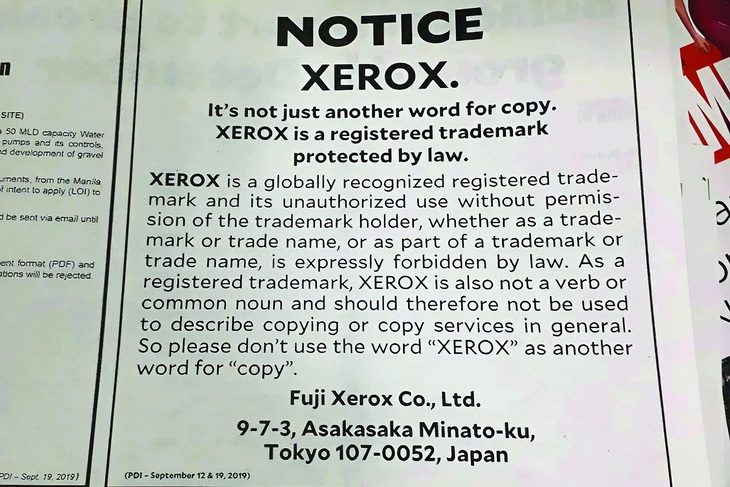 NOTICE
XEROX.
It's not just another word for copy.
XEROX is a registered trademark
protected by law.
XEROX is a globally recognized registered trade-
mark and its unauthorized use without permis-
sion of the trademark holder, whether as a trade-
mark or trade name, or as part of a trademark or
trade name, is expressly forbidden by law. As a
registered trademark, XEROX is also not a verb or
common noun and should therefore not be used
to describe copying or copy services in general.
So please don't use the word “XEROX” as another
word for “copy”.
Fuji Xerox Co., Ltd.
9-7-3, Asakasaka Minato-ku,
Tokyo 107-0052, Japan
(PDI – September 12 & 19, 2019)
SITE)
50 MLD capacity Water
pumps and its controls,
development of gravel
from the Manila
intent to apply (LOI) to
be sent via email until
format (PDF) and
will be rejected.
PDI – Sept. 19, 2019)